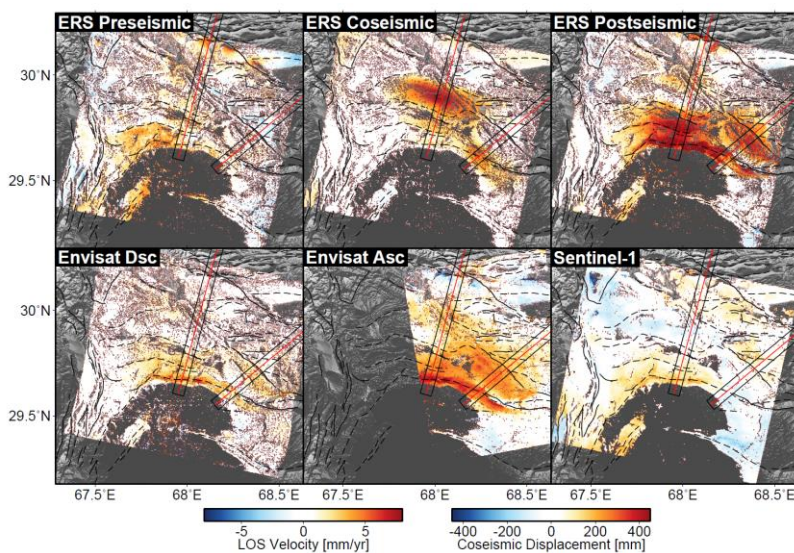 ERS Preseismic
ERS Coseismic
ERS Postseismic
30˚N
29.5˚N
Envisat Dsc
Envisat Asc
Sentinel-1
30˚N
29.5˚N
67.5˚E
68˚E
68.5˚E
67.5˚E
68˚E
68.5˚E
67.5˚E
68˚E
68.5˚E
-5
0
5
LOS Velocity [mm/yr]
-400
-200
0
200
400
Coseismic Displacement [mm]